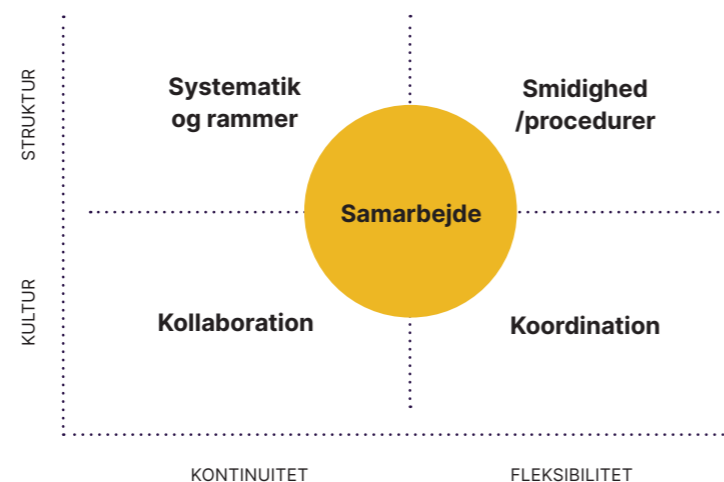 STRUKTUR
Systematik
og rammer
Smidighed
/procedurer
Samarbejde
KULTUR
Kollaboration
Koordination
KONTINUITET
FLEKSIBILITET